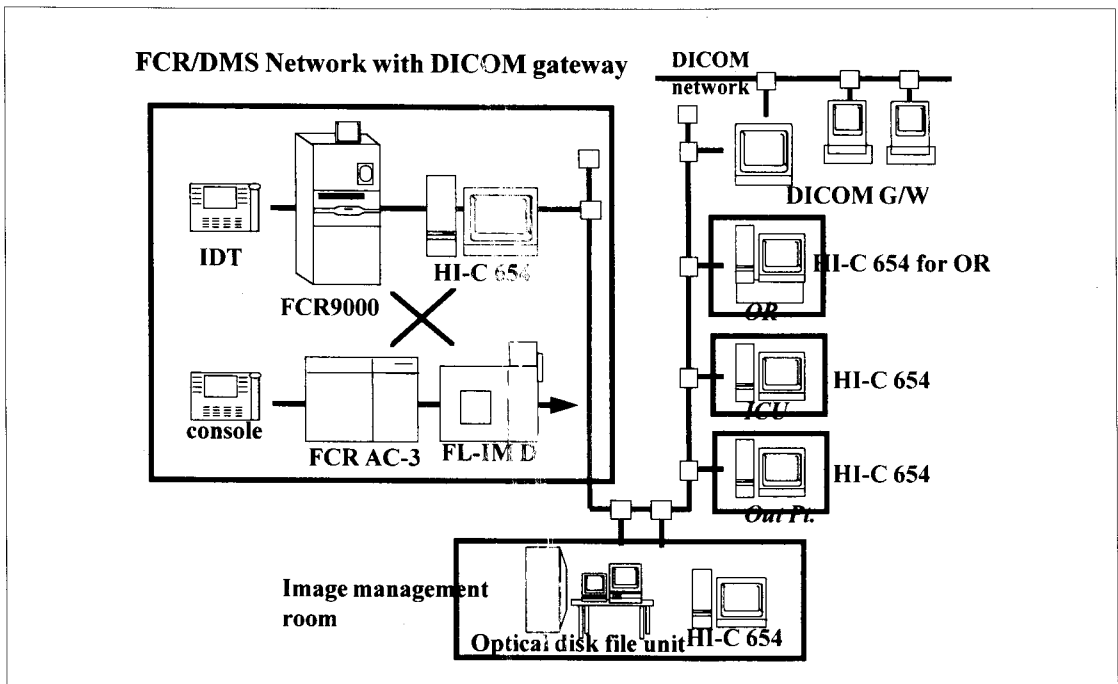 FCR/DMS Network with DICOM gateway
DICOM
network
IDT
FCR9000
HI-C 654
DICOM G/W
HI-C 654 for OR
OR
console
FCR AC-3
FL-IM D
HI-C 654
ICU
HI-C 654
Out Pt.
Image management
room
Optical disk file unit
HI-C 654